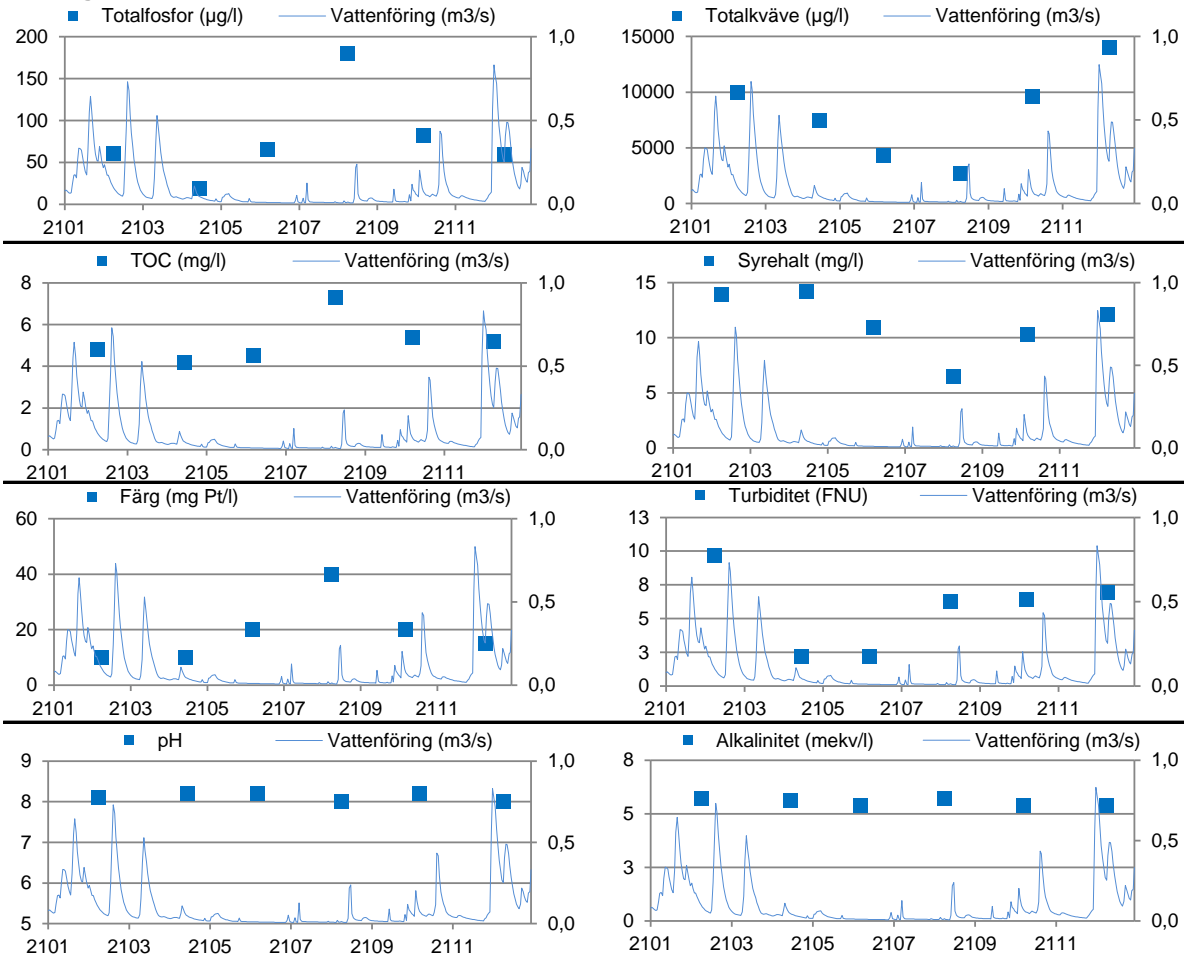 Totalfosfor (µg/l) Vattenföring (m3/s)
200 1,0
150
100 0,5
50
0 0,0
2101 2103 2105 2107 2109 2111
Totalkväve (µg/l) Vattenföring (m3/s)
15000 1,0
10000
0,5
5000
0 0,0
2101 2103 2105 2107 2109 2111
TOC (mg/l) Vattenföring (m3/s)
8 1,0
6
4 0,5
2
0 0,0
2101 2103 2105 2107 2109 2111
Syrehalt (mg/l) Vattenföring (m3/s)
15 1,0
10
0,5
5
0 0,0
2101 2103 2105 2107 2109 2111
Färg (mg Pt/l) Vattenföring (m3/s)
60 1,0
40
0,5
20
0 0,0
2101 2103 2105 2107 2109 2111
Turbiditet (FNU) Vattenföring (m3/s)
13 1,0
10
8
0,5
5
3
0 0,0
2101 2103 2105 2107 2109 2111
pH Vattenföring (m3/s)
9 1,0
8
7 0,5
6
5 0,0
2101 2103 2105 2107 2109 2111
Alkalinitet (mekv/l) Vattenföring (m3/s)
8 1,0
5
0,5
3
0 0,0
2101 2103 2105 2107 2109 2111